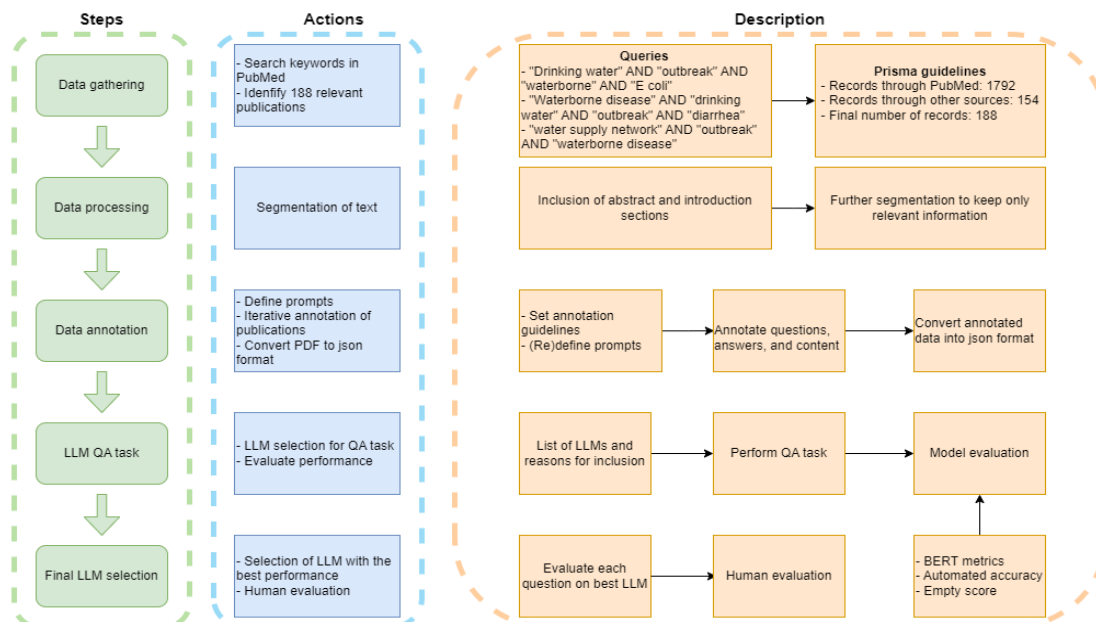 Steps
Actions
Description
Data gathering
- Search keywords in
PubMed
- Idenfify 188 relevant
publications
Queries
- "Drinking water" AND "outbreak" AND
"waterborne" AND "E coli"
- "Waterborne disease" AND "drinking
water" AND "outbreak" AND "diarrhea"
- "water supply network" AND "outbreak"
AND "waterborne disease"
Prisma guidelines
- Records through PubMed: 1792
- Records through other sources: 154
- Final number of records: 188
Data processing
Segmentation of text
Inclusion of abstract and introduction
sections
Further segmentation to keep only
relevant information
Data annotation
- Define prompts
- Iterative annotation of
publications
- Convert PDF to json
format
- Set annotation
guidelines
- (Re)define prompts
Annotate questions,
answers, and content
Convert annotated
data into json format
LLM QA task
- LLM selection for QA task
- Evaluate performance
List of LLMs and
reasons for inclusion
Perform QA task
Model evaluation
Final LLM selection
- Selection of LLM with the
best performance
- Human evaluation
Evaluate each
question on best LLM
Human evaluation
- BERT metrics
- Automated accuracy
- Empty score